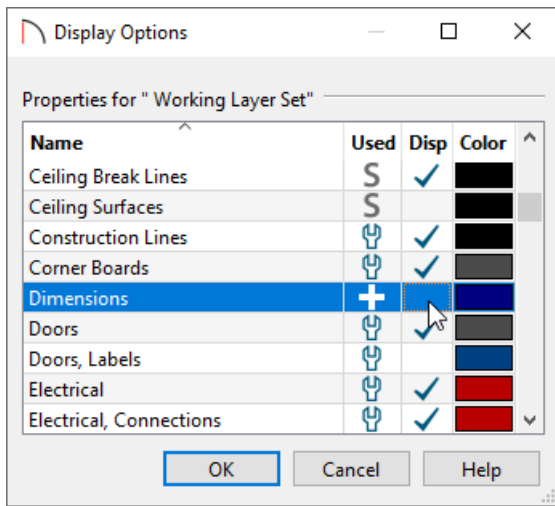 Display Options
Properties for " Working Layer Set"
Name Used Disp Color
Ceiling Break Lines S
Ceiling Surfaces S
Construction Lines
Corner Boards
Dimensions
Doors
Doors, Labels
Electrical
Electrical, Connections
OK Cancel Help